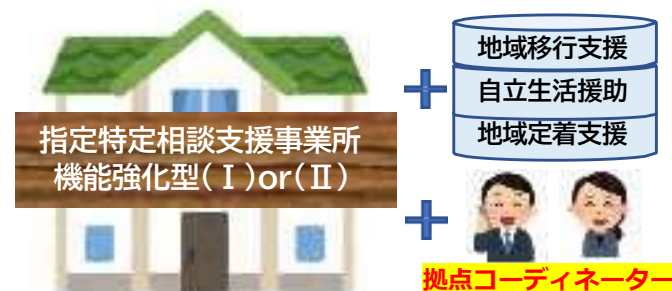 指定特定相談支援事業所
機能強化型(Ⅰ)or(Ⅱ)
地域移行支援
自立生活援助
地域定着支援
拠点コーディネーター